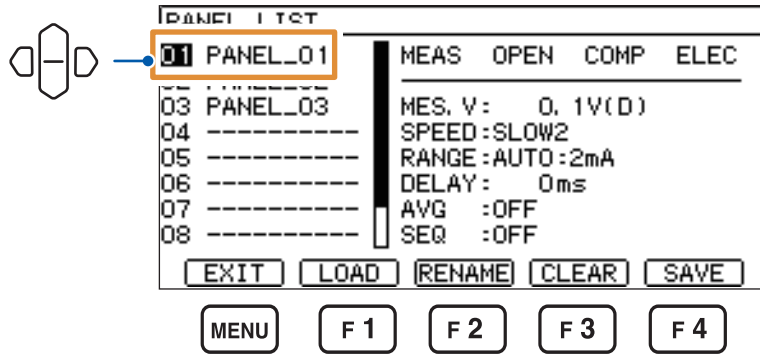 PANEL LIST
01 PANEL_01
02 PANEL_02
03 PANEL_03
04 ----------
05 ----------
06 ----------
07 ----------
08 ----------
MEAS OPEN COMP ELEC
MES.V: 0.1V(D)
SPEED:SLOW2
RANGE:AUTO:2mA
DELAY: 0ms
AVG :OFF
SEQ :OFF
EXIT LOAD RENAME CLEAR SAVE
MENU F1 F2 F3 F4